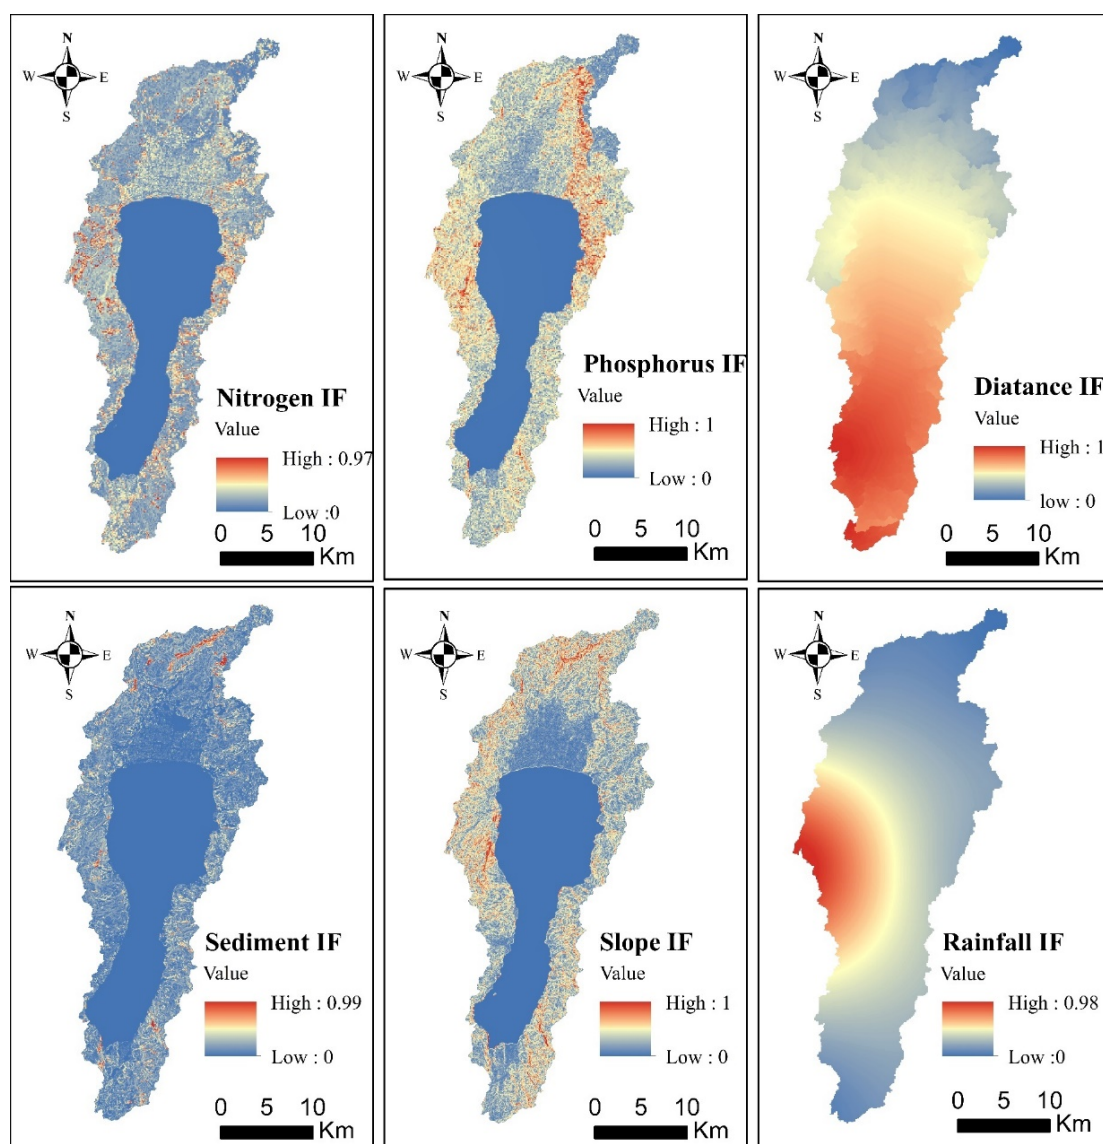 N
W E
S
Nitrogen IF
Value
High : 0.97
Low :0
0 5 10
Km
N
W E
S
Phosphorus IF
Value
High : 1
Low : 0
0 5 10
Km
N
W E
S
Diatance IF
Value
High : 1
low : 0
0 5 10
Km
N
W E
S
Sediment IF
Value
High : 0.99
Low : 0
0 5 10
Km
N
W E
S
Slope IF
Value
High : 1
Low : 0
0 5 10
Km
N
W E
S
Rainfall IF
Value
High : 0.98
Low :0
0 5 10
Km